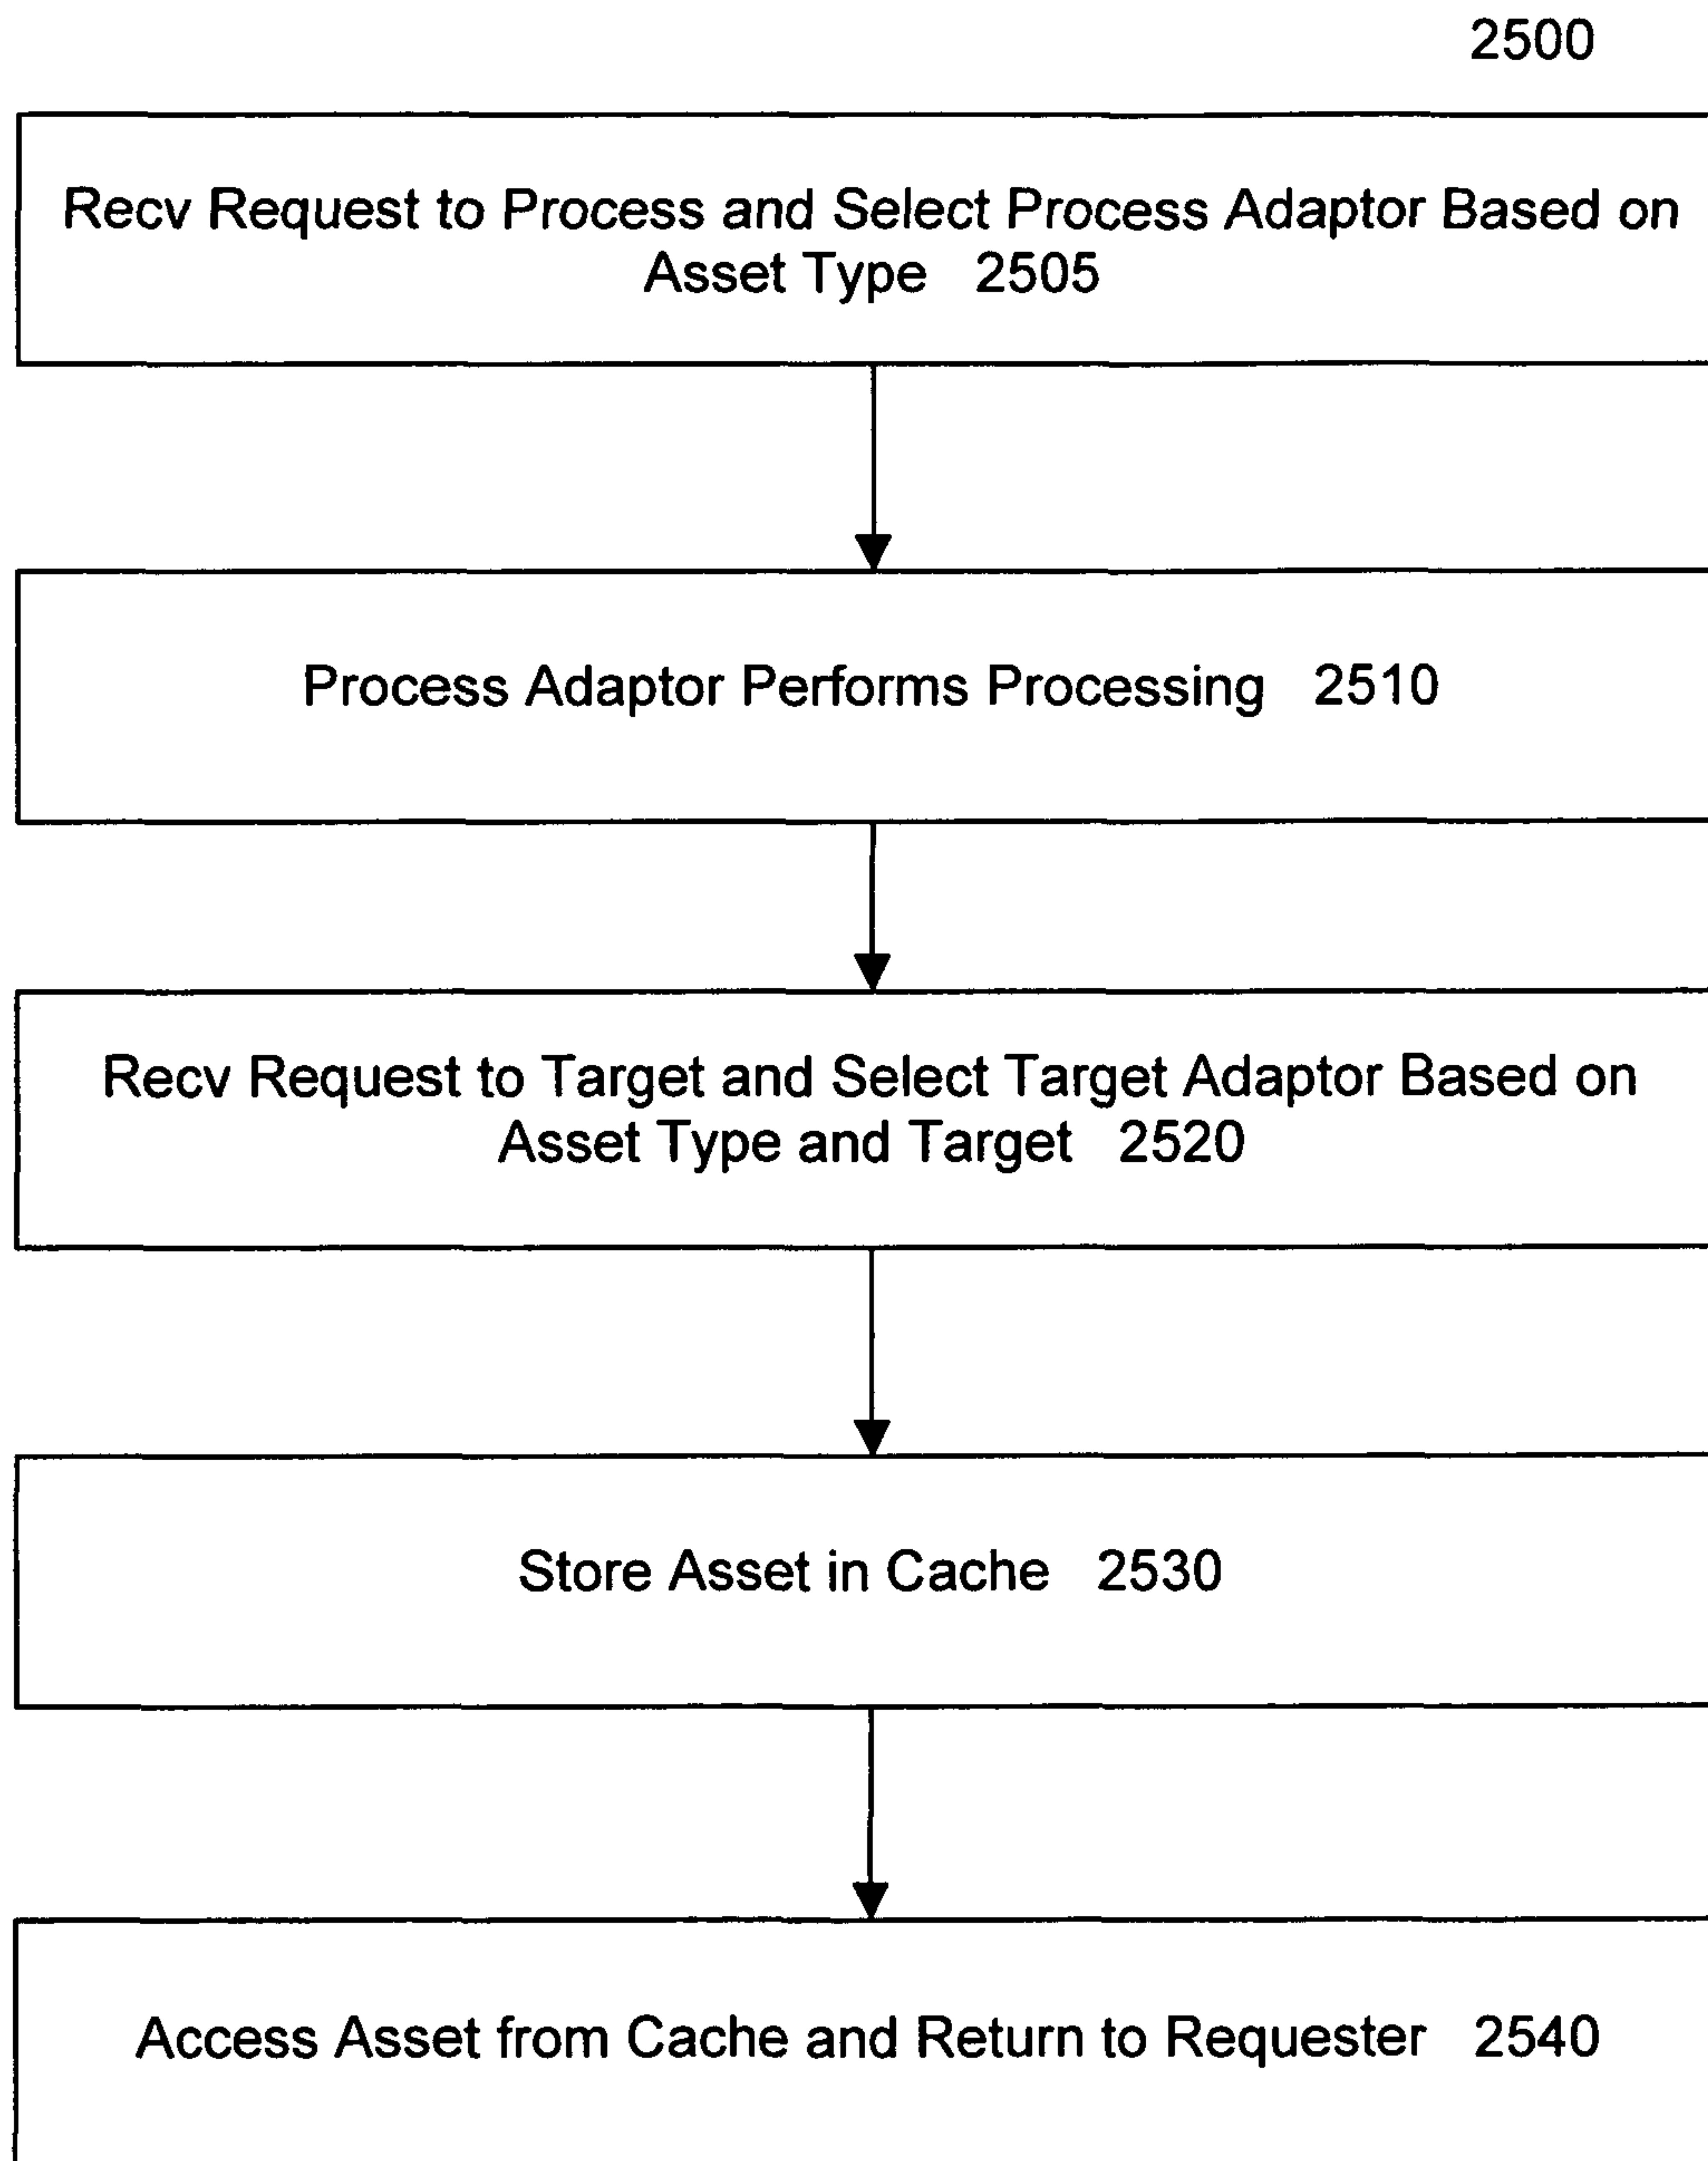 2500
Recv Request to Process and Select Process Adaptor Based on
Asset Type 2505
Process Adaptor Performs Processing 2510
Recv Request to Target and Select Target Adaptor Based on
Asset Type and Target 2520
Store Asset in Cache 2530
Access Asset from Cache and Return to Requester 2540